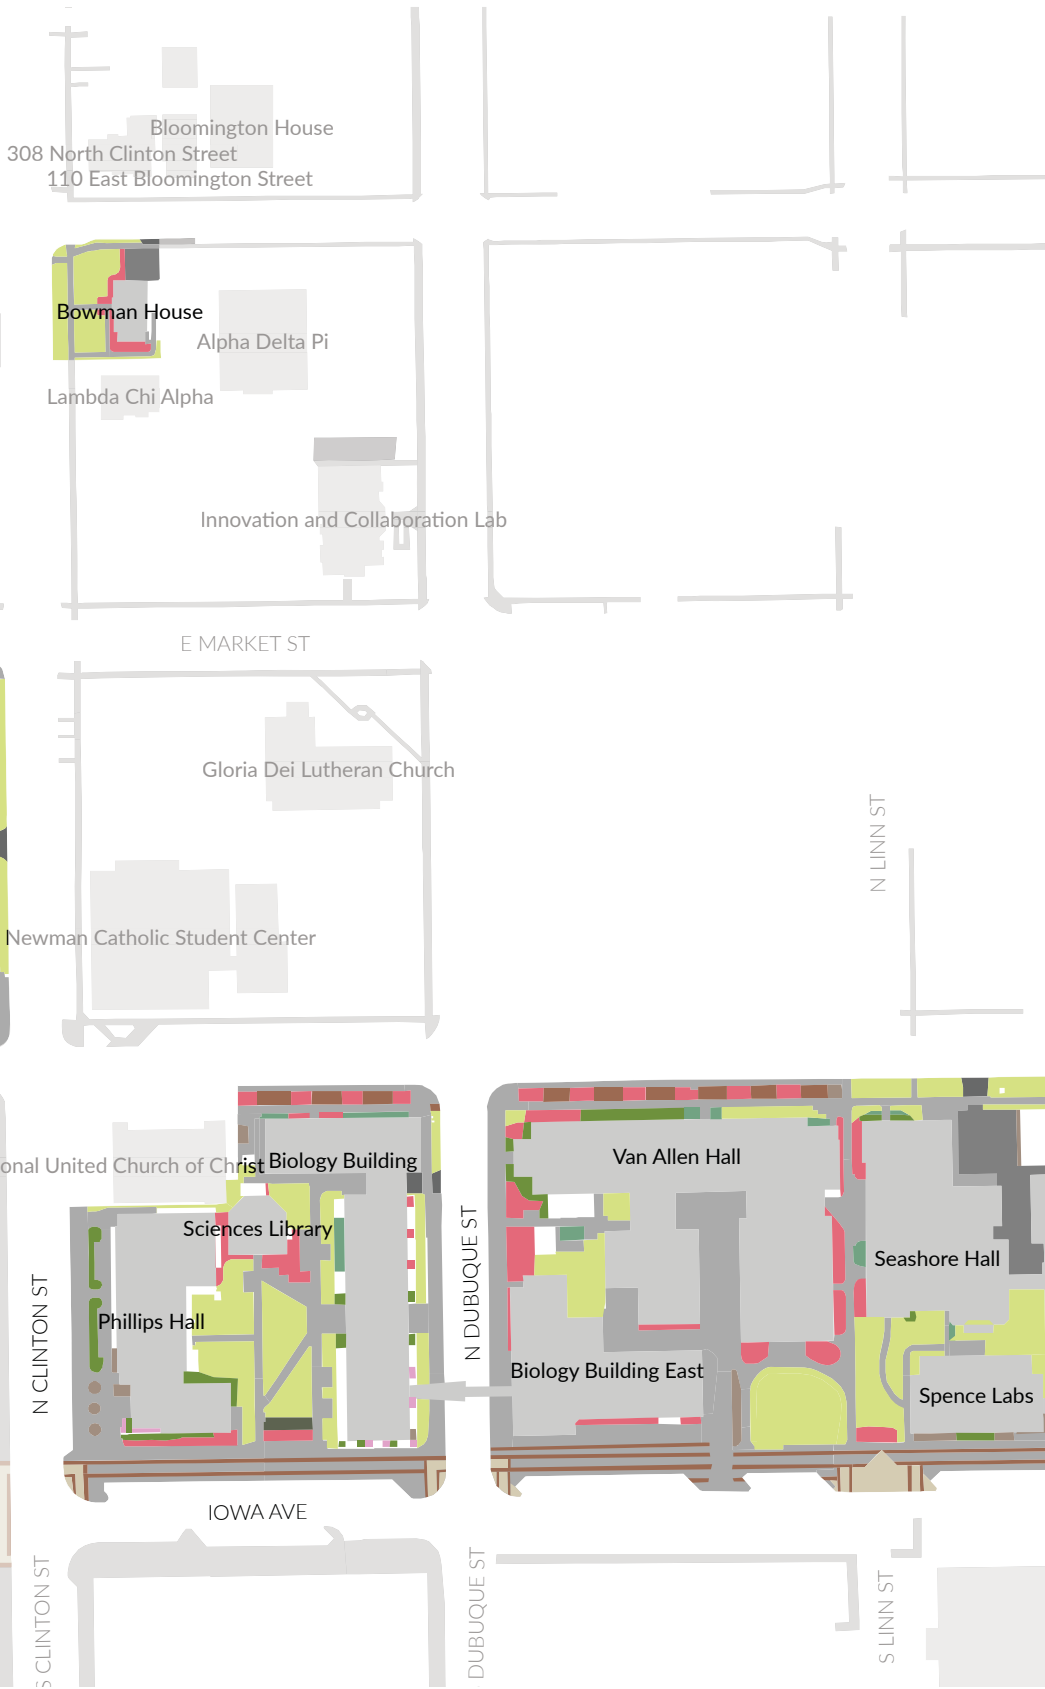 Bloomington House
308 North Clinton Street
110 East Bloomington Street
Bowman House
Alpha Delta Pi
Lambda Chi Alpha
Innovation and Collaboration Lab
E MARKET ST
Gloria Dei Lutheran Church
N LINN ST
Newman Catholic Student Center
onal United Church of Christ
Biology Building
Van Allen Hall
Sciences Library
Seashore Hall
N DUBUQUE ST
N CLINTON ST
Phillips Hall
Biology Building East
Spence Labs
IOWA AVE
S CLINTON ST
DUBUQUE ST
S LINN ST